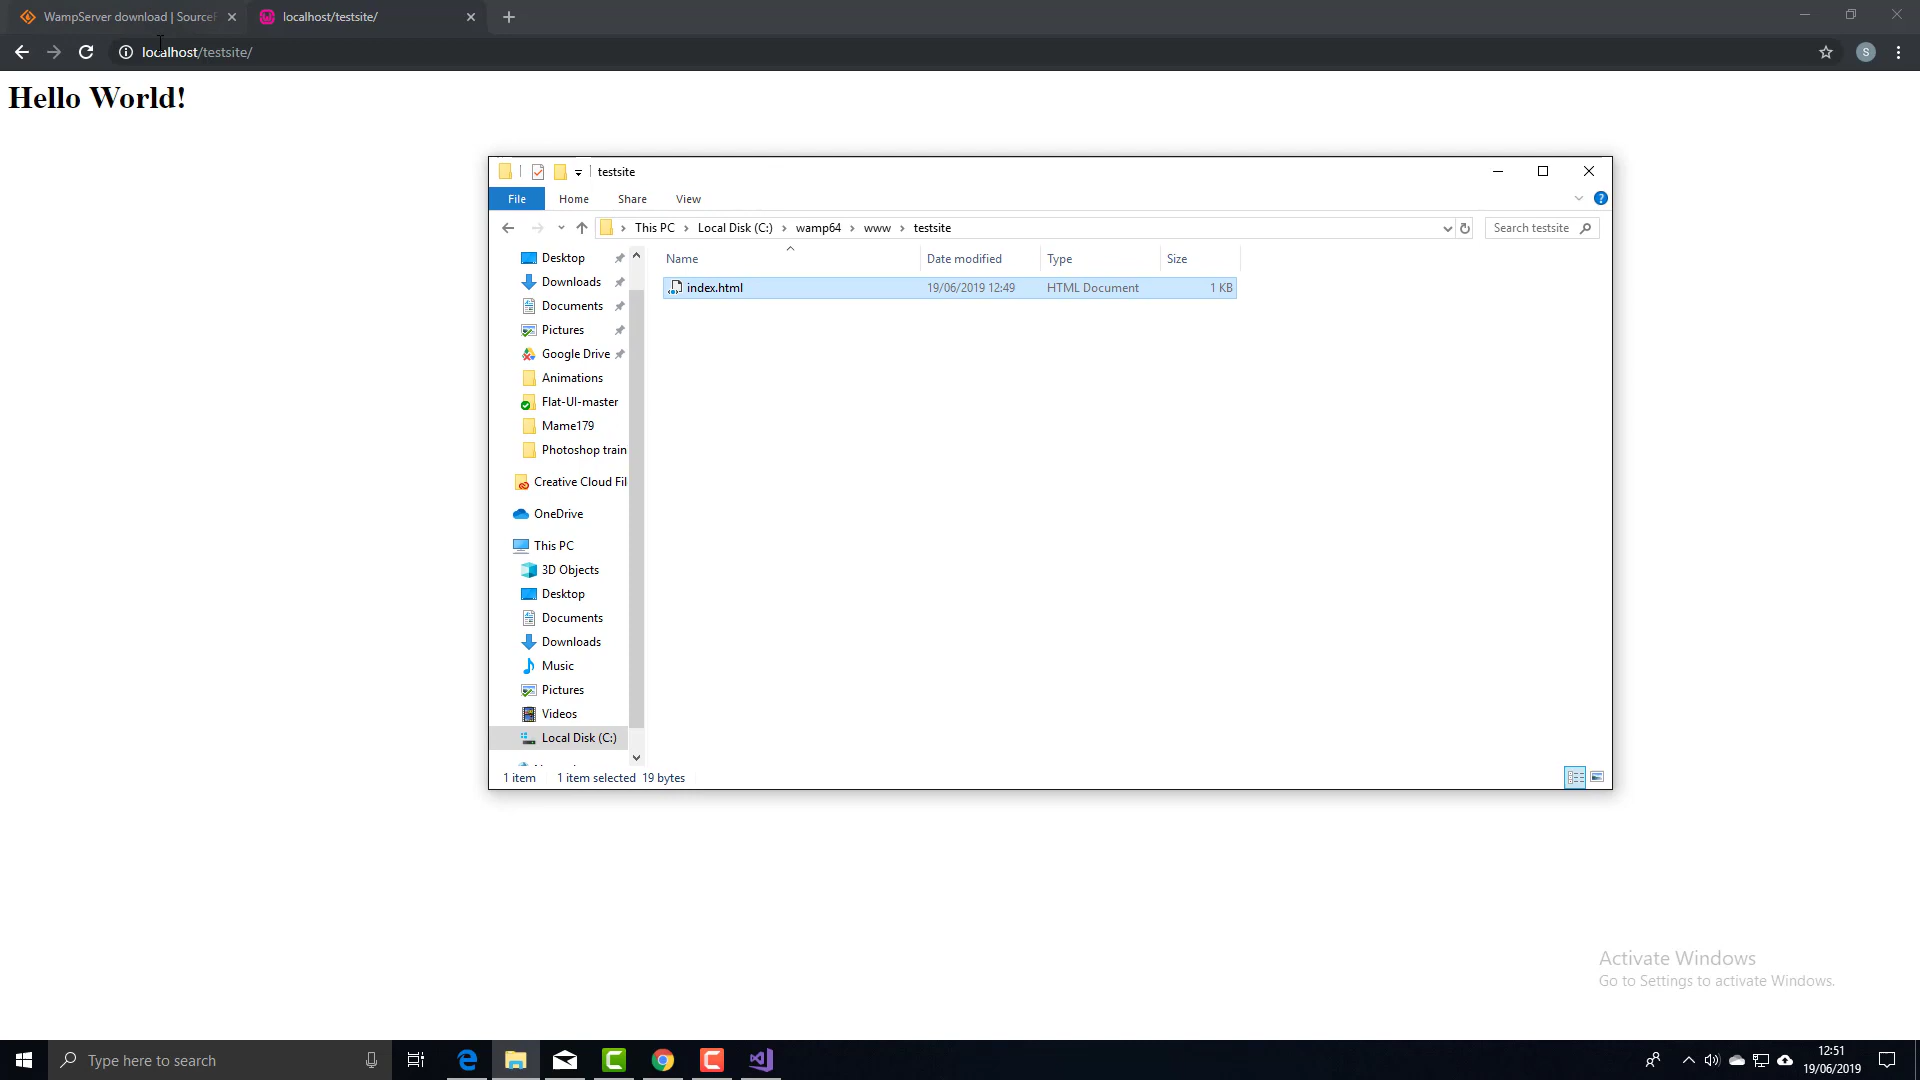 WampServer download | SourceF
localhost/testsite/
localhost/testsite/
S
Hello World!
testsite
File Home Share View
This PC Local Disk (C:) wamp64 www testsite
Search testsite
Name Date modified Type Size
index.html 19/06/2019 12:49 HTML Document 1 KB
Desktop
Downloads
Documents
Pictures
Google Drive
Animations
Flat-UI-master
Mame179
Photoshop train
Creative Cloud Fil
OneDrive
This PC
3D Objects
Desktop
Documents
Downloads
Music
Pictures
Videos
Local Disk (C:)
1 item 1 item selected 19 bytes
Activate Windows
Go to Settings to activate Windows.
Type here to search
12:51
19/06/2019